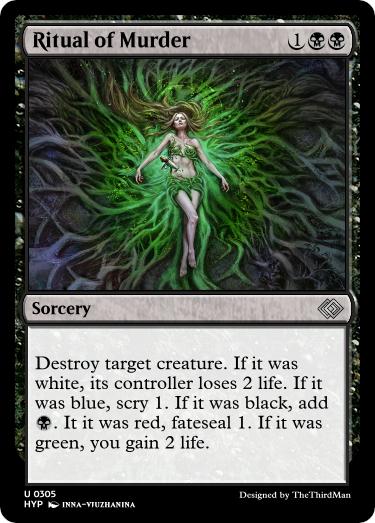 Ritual of Murder 1
Sorcery
Destroy target creature. If it was
white, its controller loses 2 life. If it
was blue, scry 1. If it was black, add
. It it was red, fateseal 1. If it was
green, you gain 2 life.
U 0305
HYP INNA-VIUZHANINA
Designed by TheThirdMan